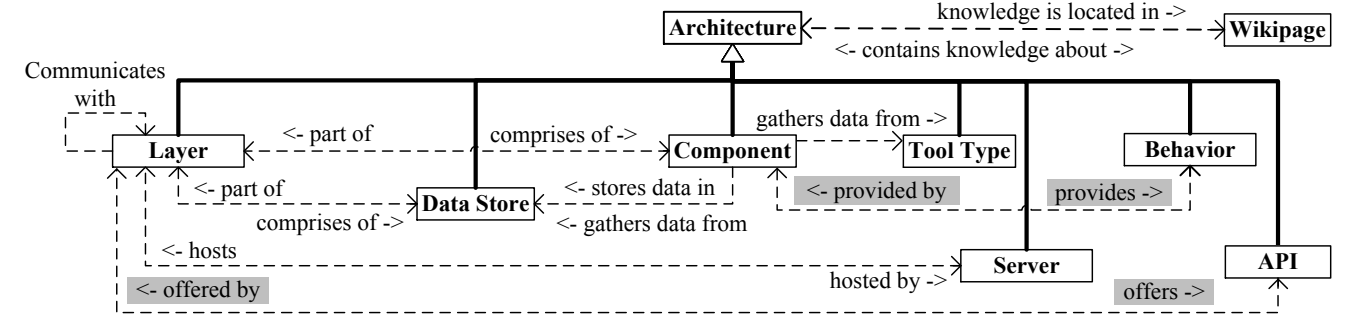 knowledge is located in ->
Architecture
Wikipage
<- contains knowledge about ->
Communicates
with
gathers data from ->
<- part of
comprises of ->
Layer
Component
Tool Type
Behavior
<- part of
<- stores data in
<- provided by
provides ->
Data Store
comprises of ->
<- gathers data from
<- hosts
Server
API
hosted by ->
<- offered by
offers ->